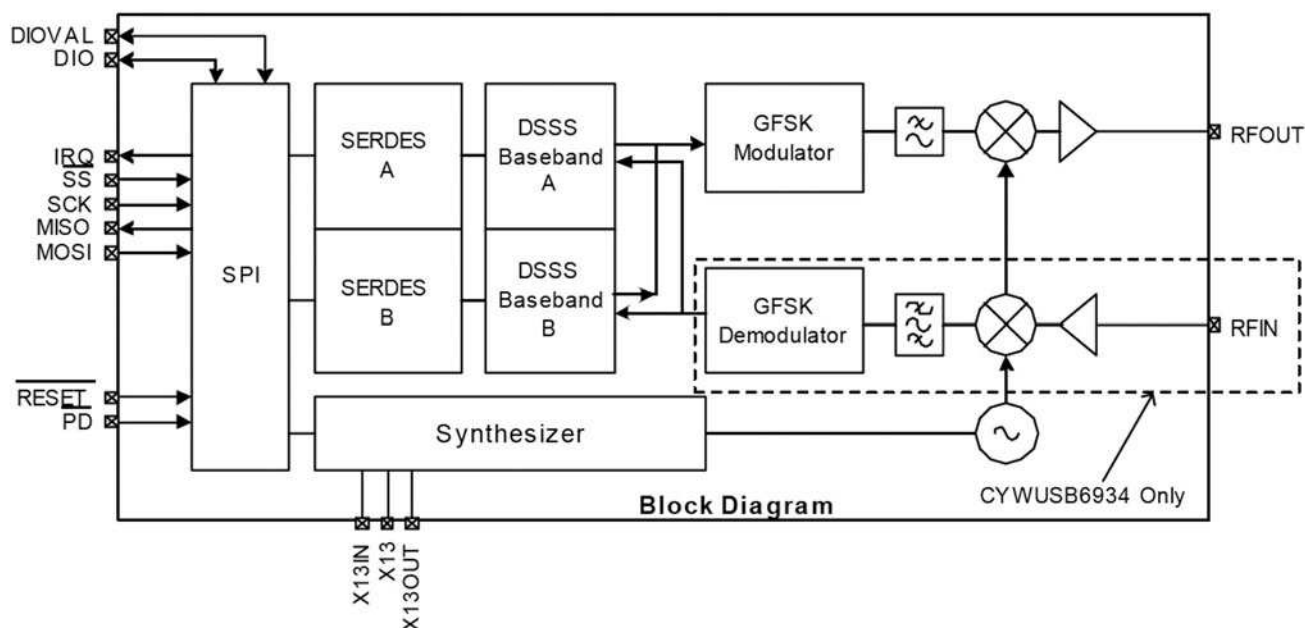 DIOVAL
DIO
IRQ
SS
SCK
MISO
MOSI
RESET
PD
SPI
SERDES
A
SERDES
B
DSSS
Baseband
A
DSSS
Baseband
B
GFSK
Modulator
GFSK
Demodulator
RFOUT
RFIN
Synthesizer
CYWUSB6934 Only
Block Diagram
X13IN
X13
X13OUT